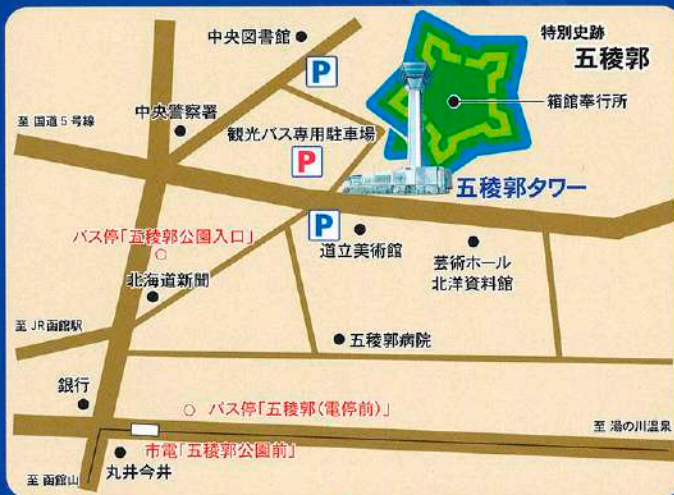 中央図書館
P
特別史跡
五稜郭
箱館奉行所
至 国道5号線
中央警察署
観光バス専用駐車場
P
五稜郭タワー
P
道立美術館
バス停「五稜郭公園入口」
芸術ホール
北洋資料館
北海道新聞
至 JR函館駅
五稜郭病院
銀行
バス停「五稜郭(電停前)」
至 湯の川温泉
市電「五稜郭公園前」
丸井今井
至 函館山